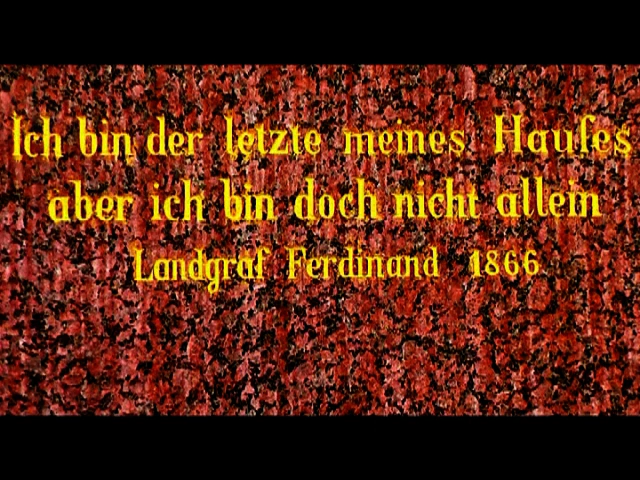 Ich bin der letzte meines Hauſes
aber ich bin doch nicht allein
Landgraf Ferdinand 1866